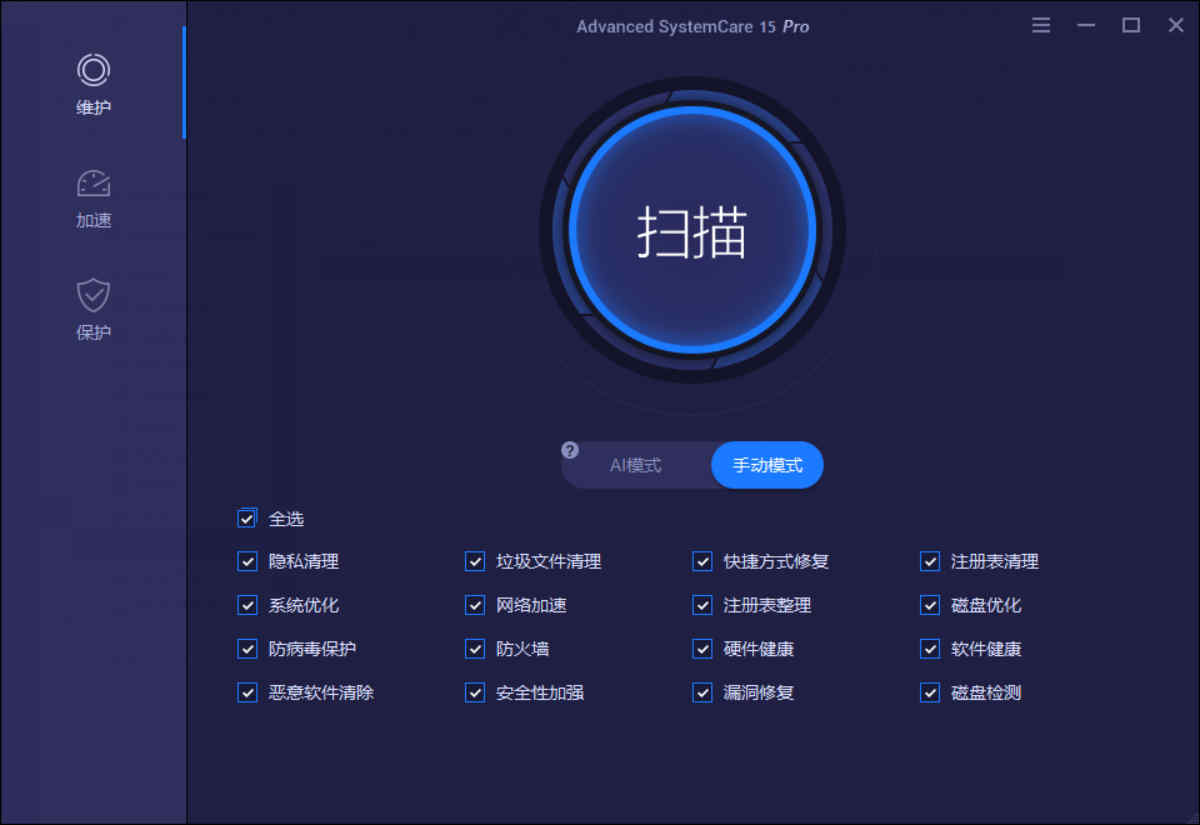 Advanced SystemCare 15 Pro
维护
加速
保护
扫描
?
AI模式 手动模式
全选
隐私清理 垃圾文件清理 快捷方式修复 注册表清理
系统优化 网络加速 注册表整理 磁盘优化
防病毒保护 防火墙 硬件健康 软件健康
恶意软件清除 安全性加强 漏洞修复 磁盘检测